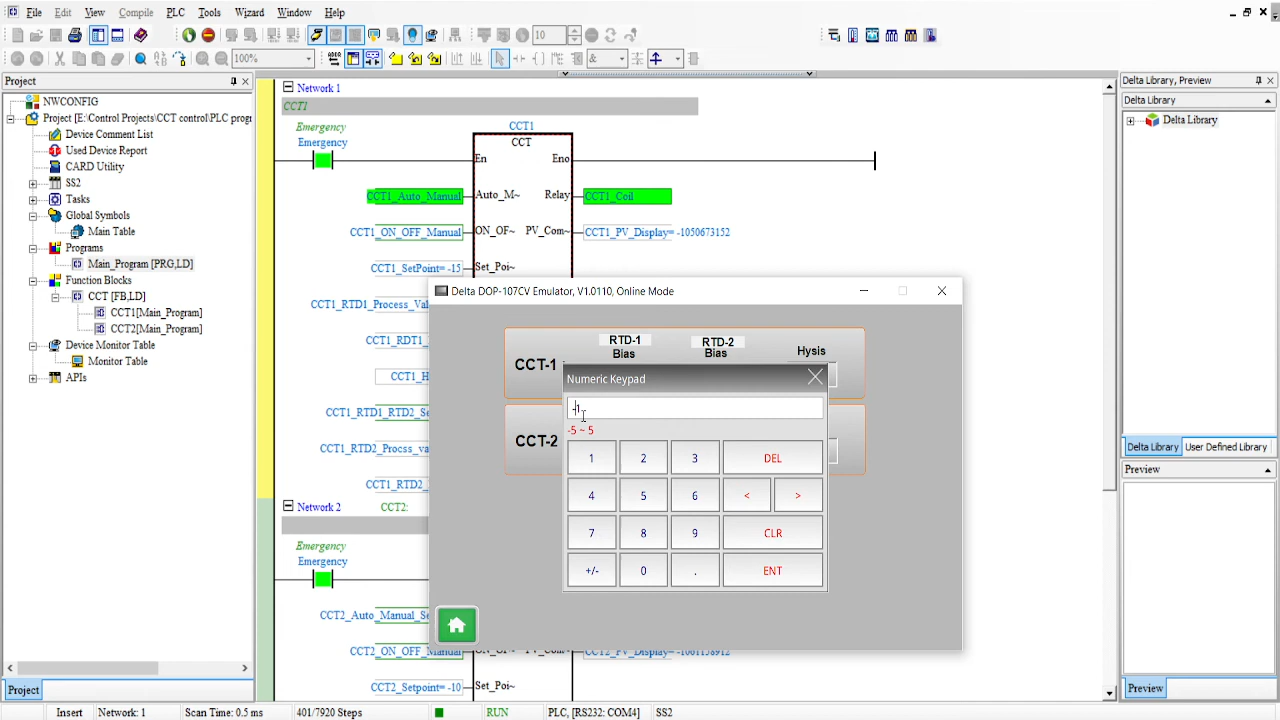 File Edit View Compile PLC Tools Wizard Window Help
10
100%
Project
NWCONFIG
Project [E:\Control Projects\CCT control\PLC progr
Device Comment List
Used Device Report
CARD Utility
SS2
Tasks
Global Symbols
Main Table
Programs
Main_Program [PRG,LD]
Function Blocks
CCT [FB,LD]
CCT1[Main_Program]
CCT2[Main_Program]
Device Monitor Table
Monitor Table
APIs
Project
Network 1
CCT1
Emergency
Emergency
CCT1
CCT
En
Eno
CCT1_Auto_Manual
Auto_M~
Relay
CCT1_Coil
CCT1_ON_OFF_Manual
ON_OF~
PV_Com~
CCT1_PV_Display= -1050673152
CCT1_SetPoint= -15
Set_Poi~
CCT1_RTD1_Process_Val
CCT1_RDT1_
CCT1_H
CCT1_RTD1_RTD2_Se
CCT1_RTD2_Procss_va
CCT1_RTD2_
Network 2
CCT2:
Emergency
Emergency
CCT2_Auto_Manual_Se
CCT2_ON_OFF_Manual
CCT2_PV_Display= -1061158912
CCT2_Setpoint= -10
Set_Poi~
Delta DOP-107CV Emulator, V1.0110, Online Mode
CCT-1
RTD-1
Bias
RTD-2
Bias
Hysis
CCT-2
Numeric Keypad
-5 ~ 5
1 2 3 DEL
4 5 6 < >
7 8 9 CLR
+/- 0 . ENT
Delta Library, Preview
Delta Library
Delta Library
Delta Library User Defined Library
Preview
Preview
Insert Network: 1 Scan Time: 0.5 ms 401/7920 Steps RUN PLC, [RS232: COM4] SS2